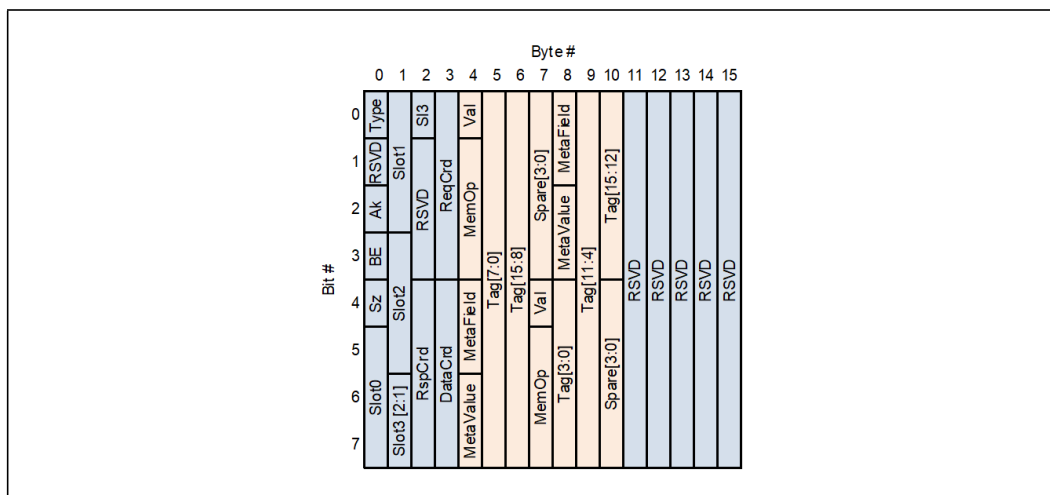 Byte #
0 1 2 3 4 5 6 7 8 9 10 11 12 13 14 15
Bit #
0
1
2
3
4
5
6
7
Type
RSVD
Ak
BE
Sz
Slot0
Slot1
Slot2
Slot3 [2:1]
Sl3
RSVD
RspCrd
ReqCrd
DataCrd
Val
MemOp
MetaField
MetaValue
Tag[7:0]
Tag[15:8]
Spare[3:0]
Val
MemOp
MetaField
MetaValue
Tag[3:0]
Tag[11:4]
Tag[15:12]
Spare[3:0]
RSVD
RSVD
RSVD
RSVD
RSVD